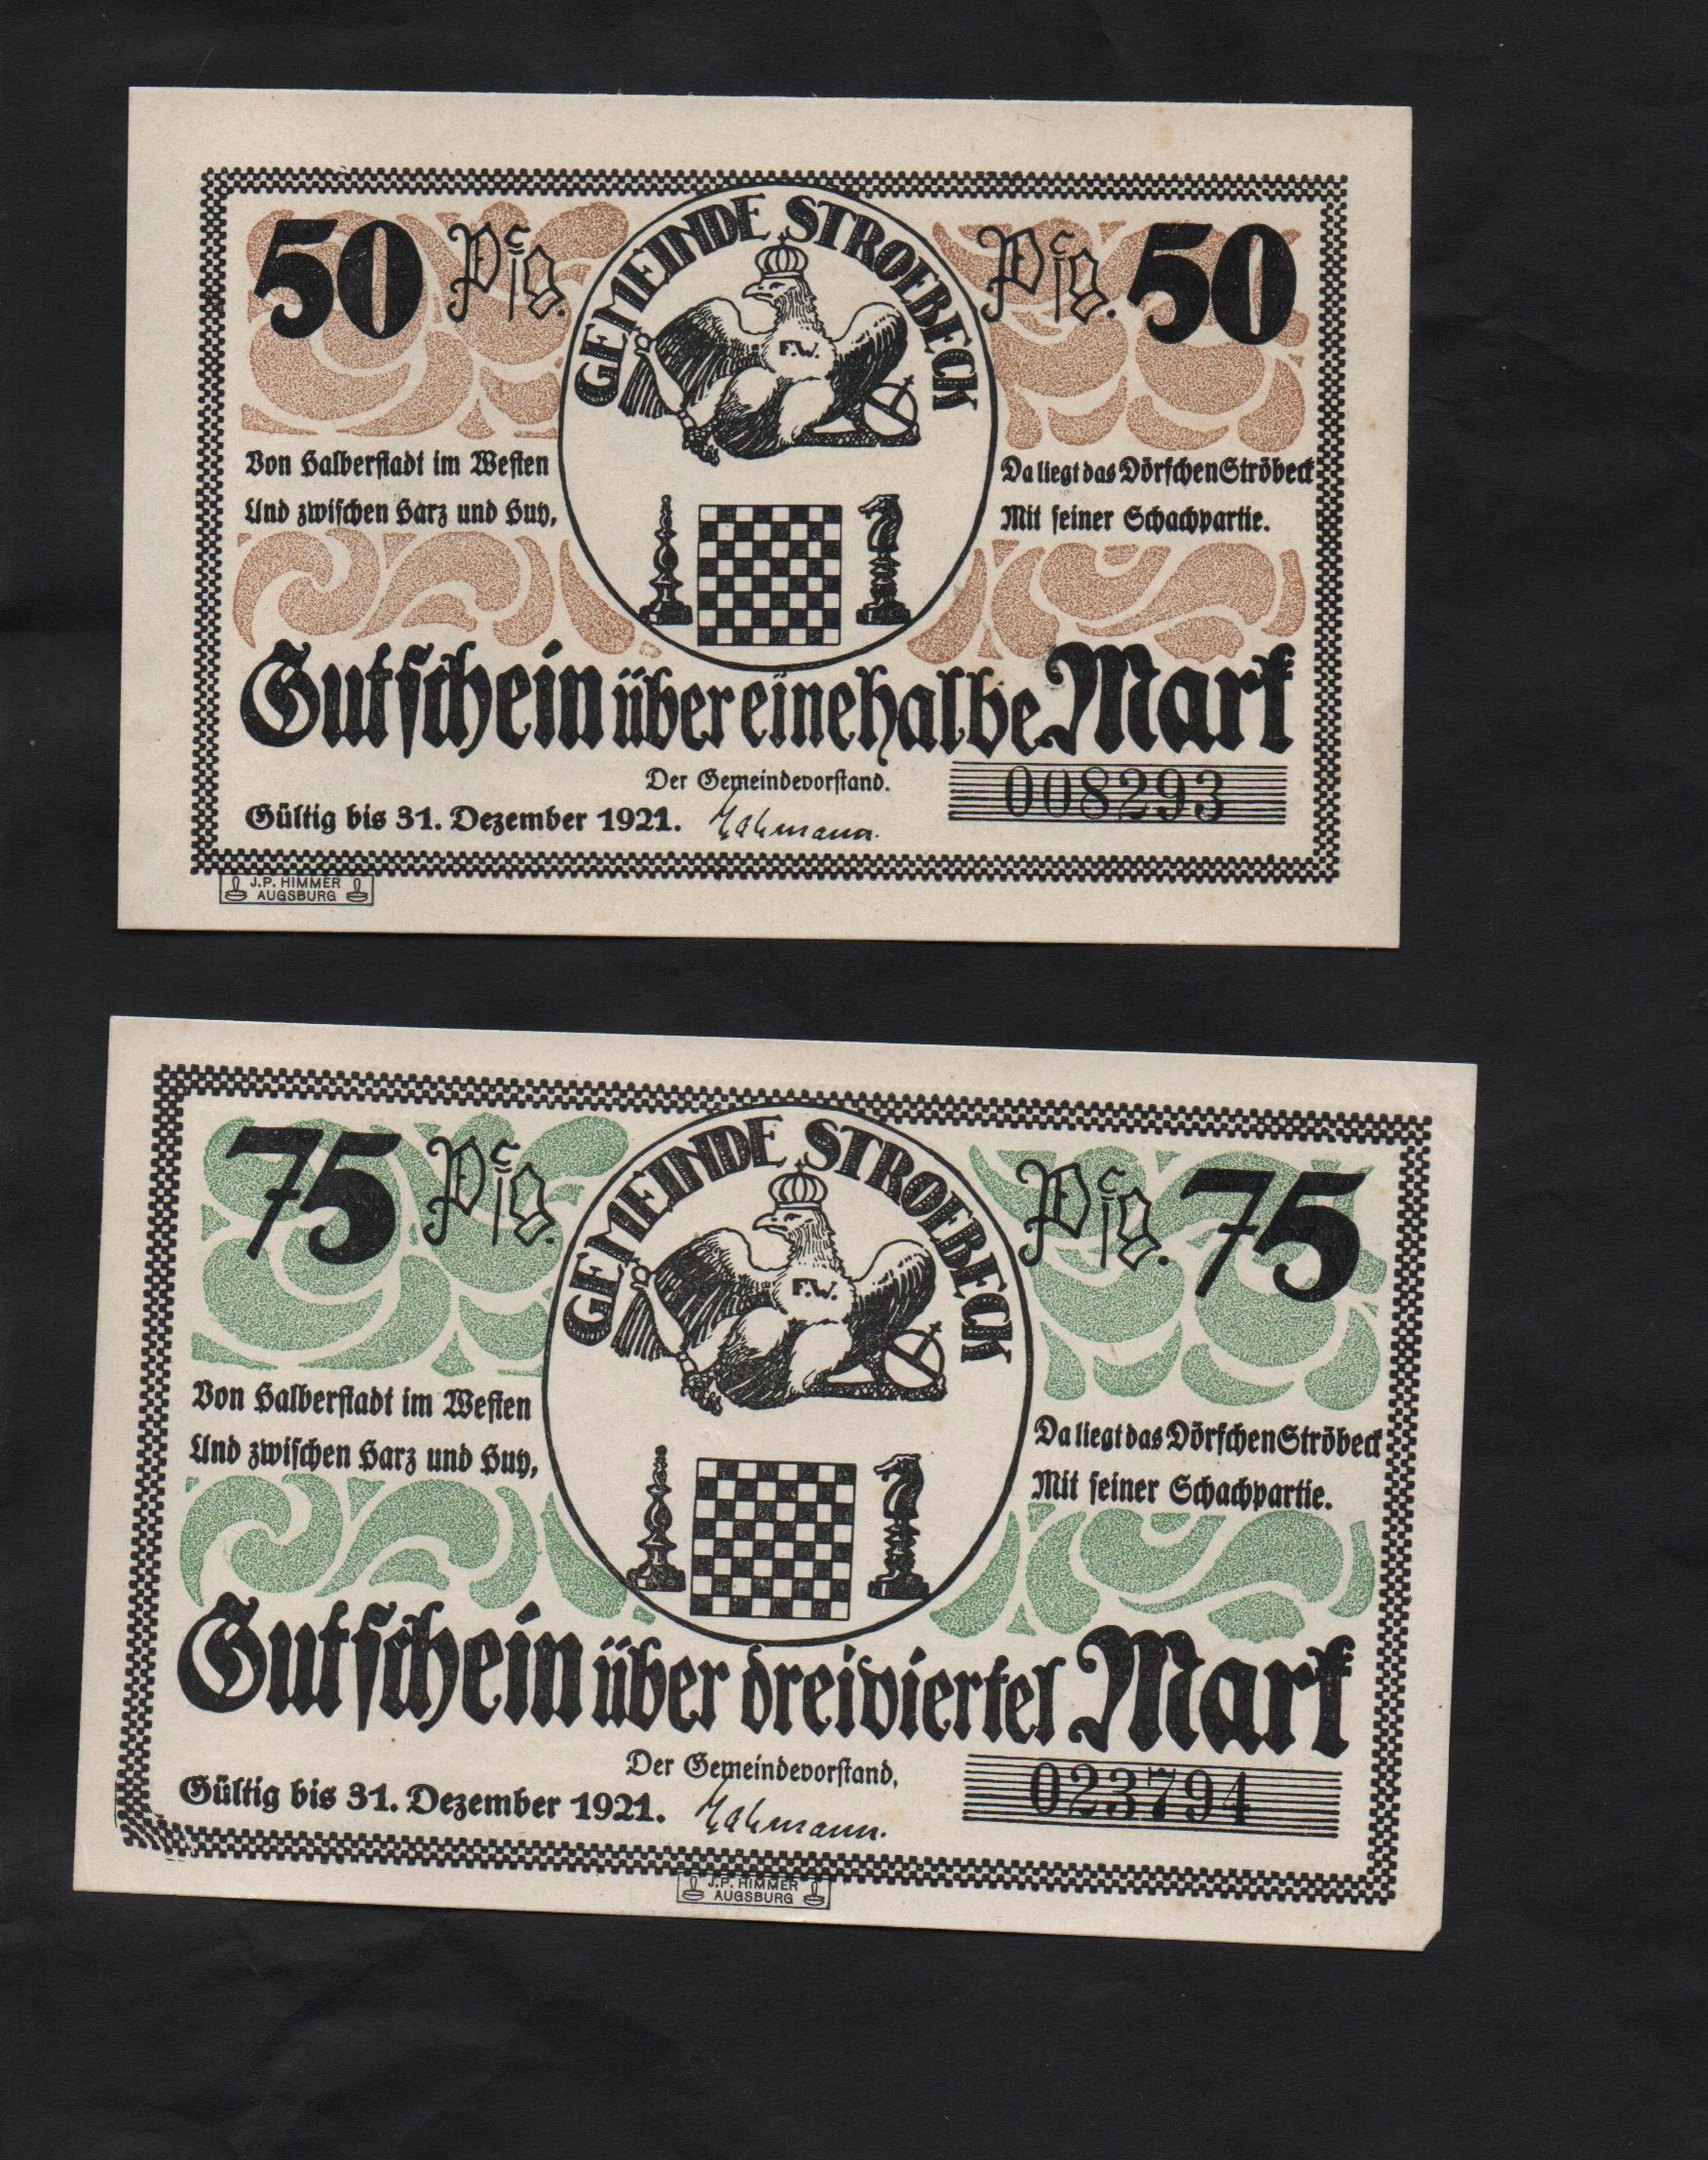 50 Pfg.
GEMEINDE STROEBECK
Pfg. 50
F.W.
Von Halberstadt im Westen
Und zwischen Harz und Huy,
Da liegt das Dörfchen Ströbeck
Mit seiner Schachpartie.
Gutschein über eine halbe Mark
Der Gemeindevorstand.
008293
Gültig bis 31. Dezember 1921.
J.P. HIMMER
AUGSBURG
75 Pfg.
GEMEINDE STROEBECK
Pfg. 75
F.W.
Von Halberstadt im Westen
Und zwischen Harz und Huy,
Da liegt das Dörfchen Ströbeck
Mit seiner Schachpartie.
Gutschein über dreiviertel Mark
Der Gemeindevorstand,
023794
Gültig bis 31. Dezember 1921.
J.P. HIMMER
AUGSBURG